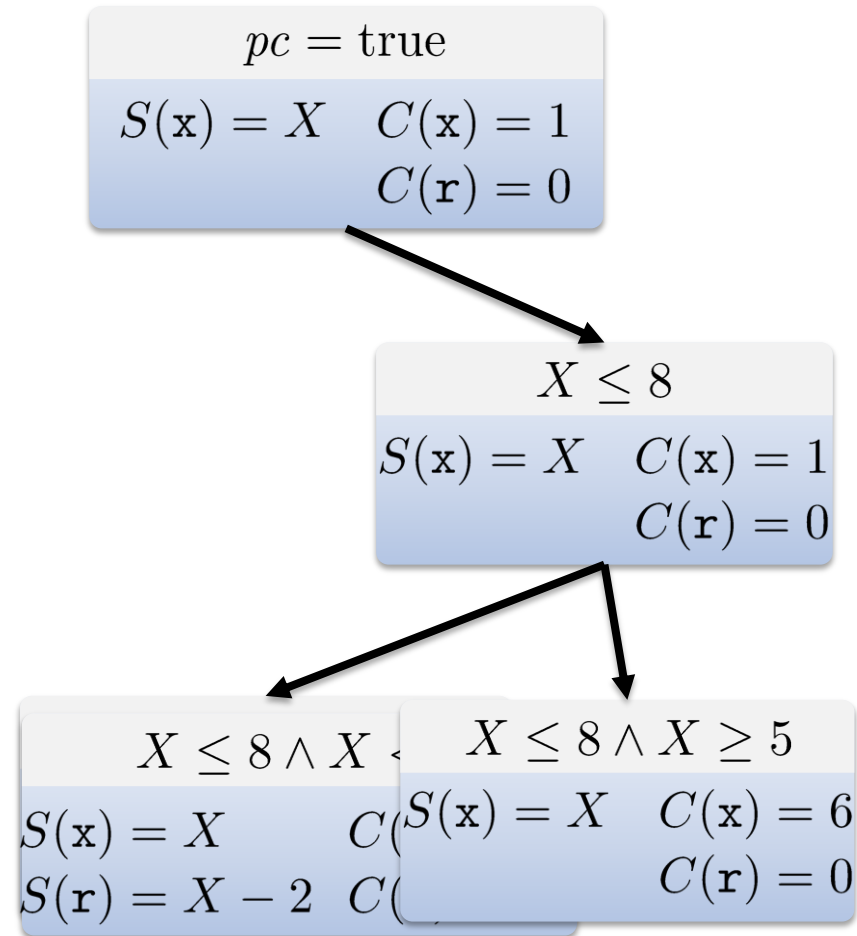 pc = true
S(x) = X C(x) = 1
C(r) = 0
X ≤ 8
S(x) = X C(x) = 1
C(r) = 0
X ≤ 8 ∧ X <
S(x) = X C(
S(r) = X − 2 C(
X ≤ 8 ∧ X ≥ 5
S(x) = X C(x) = 6
C(r) = 0